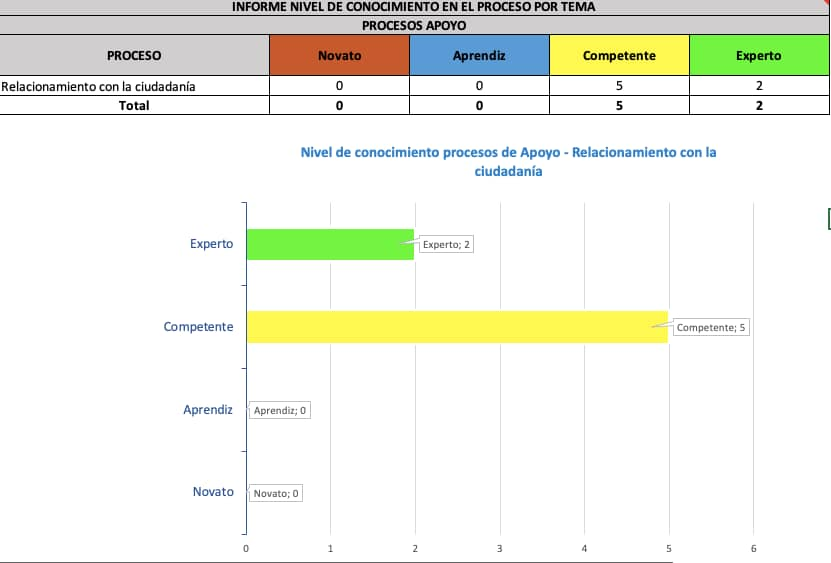 INFORME NIVEL DE CONOCIMIENTO EN EL PROCESO POR TEMA
PROCESOS APOYO
PROCESO Novato Aprendiz Competente Experto
Relacionamiento con la ciudadanía 0 0 5 2
Total 0 0 5 2
Nivel de conocimiento procesos de Apoyo - Relacionamiento con la
ciudadanía
Experto Experto; 2
Competente Competente; 5
Aprendiz Aprendiz; 0
Novato Novato; 0
0 1 2 3 4 5 6